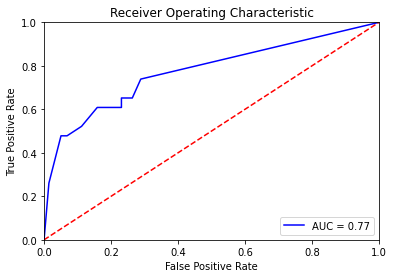 Receiver Operating Characteristic
1.0
0.8
0.6
0.4
0.2
0.0
True Positive Rate
AUC = 0.77
0.0 0.2 0.4 0.6 0.8 1.0
False Positive Rate